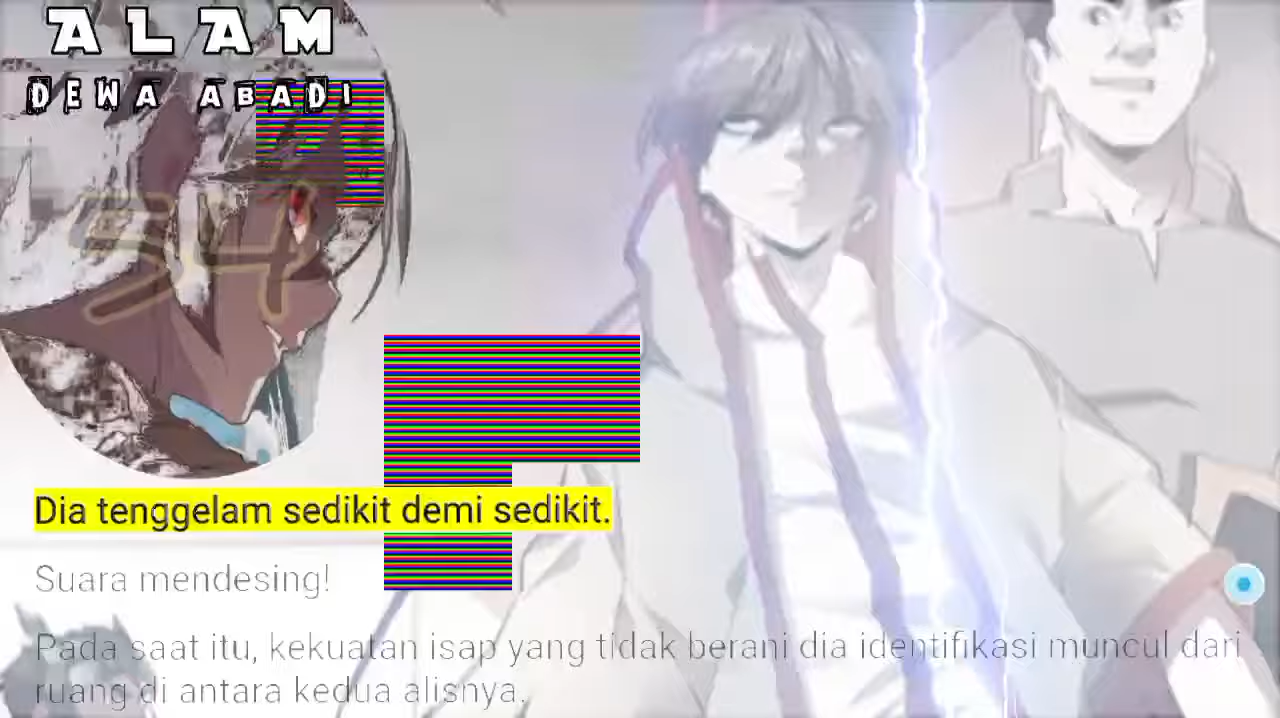 ALAM
DEWA ABADI
54
Dia tenggelam sedikit demi sedikit.
Suara mendesing!
Pada saat itu, kekuatan isap yang tidak berani dia identifikasi muncul dari
ruang di antara kedua alisnya.